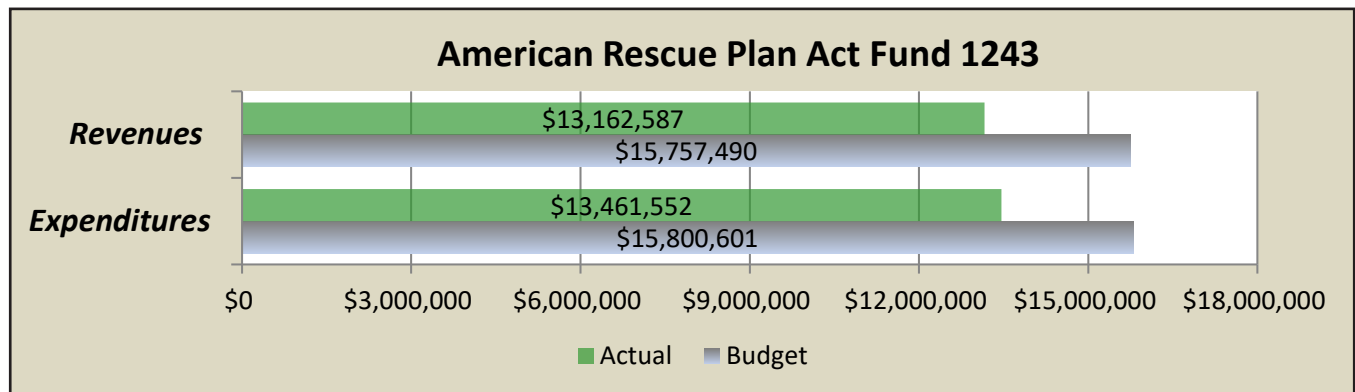 American Rescue Plan Act Fund 1243
Revenues
$13,162,587
$15,757,490
Expenditures
$13,461,552
$15,800,601
$0 $3,000,000 $6,000,000 $9,000,000 $12,000,000 $15,000,000 $18,000,000
Actual Budget